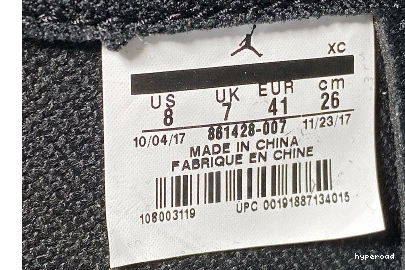 XC
US UK EUR cm
8 7 41 26
10/04/17 861428-007 11/23/17
MADE IN CHINA
FABRIQUE EN CHINE
108003119 UPC 00191887134015
hyperoad